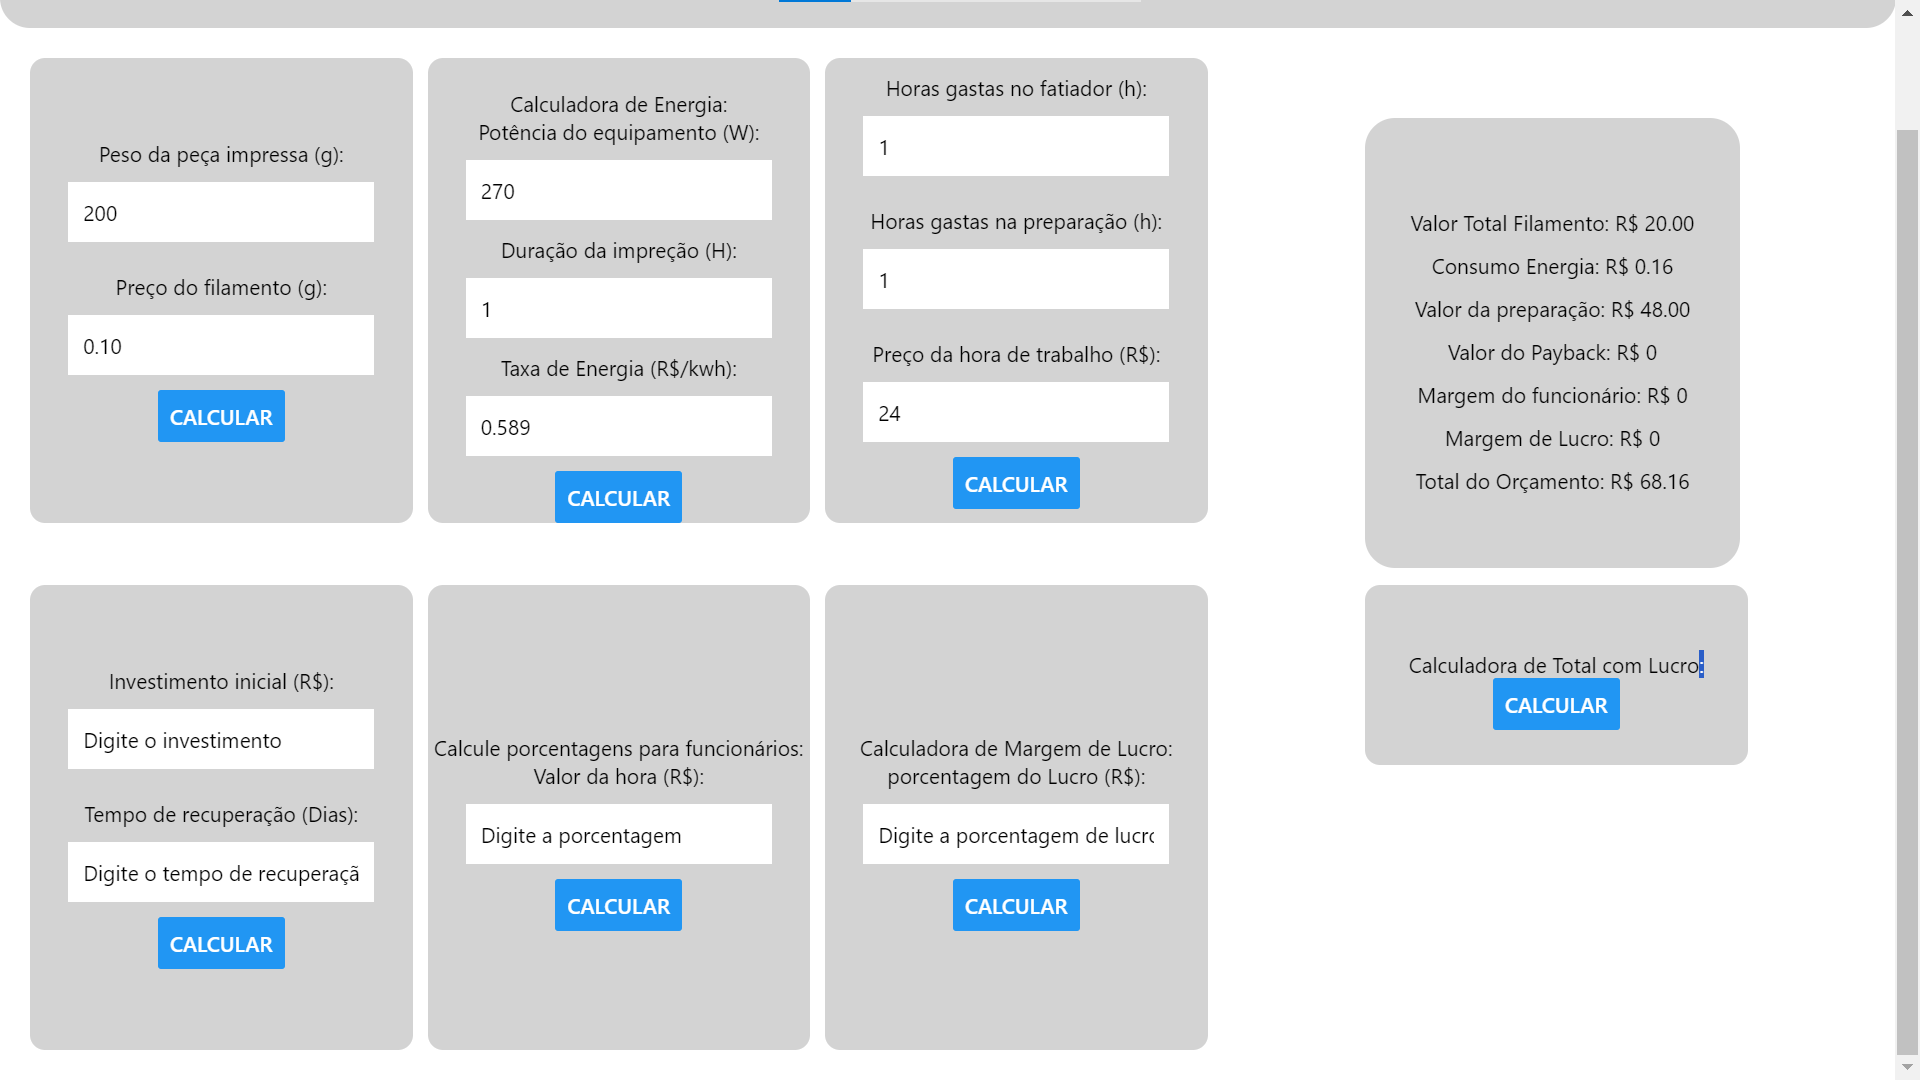 Peso da peça impressa (g):
200
Preço do filamento (g):
0.10
CALCULAR
Calculadora de Energia:
Potência do equipamento (W):
270
Duração da impreção (H):
1
Taxa de Energia (R$/kwh):
0.589
CALCULAR
Horas gastas no fatiador (h):
1
Horas gastas na preparação (h):
1
Preço da hora de trabalho (R$):
24
CALCULAR
Valor Total Filamento: R$ 20.00
Consumo Energia: R$ 0.16
Valor da preparação: R$ 48.00
Valor do Payback: R$ 0
Margem do funcionário: R$ 0
Margem de Lucro: R$ 0
Total do Orçamento: R$ 68.16
Investimento inicial (R$):
Digite o investimento
Tempo de recuperação (Dias):
Digite o tempo de recuperaçã
CALCULAR
Calcule porcentagens para funcionários:
Valor da hora (R$):
Digite a porcentagem
CALCULAR
Calculadora de Margem de Lucro:
porcentagem do Lucro (R$):
Digite a porcentagem de lucro
CALCULAR
Calculadora de Total com Lucro:
CALCULAR